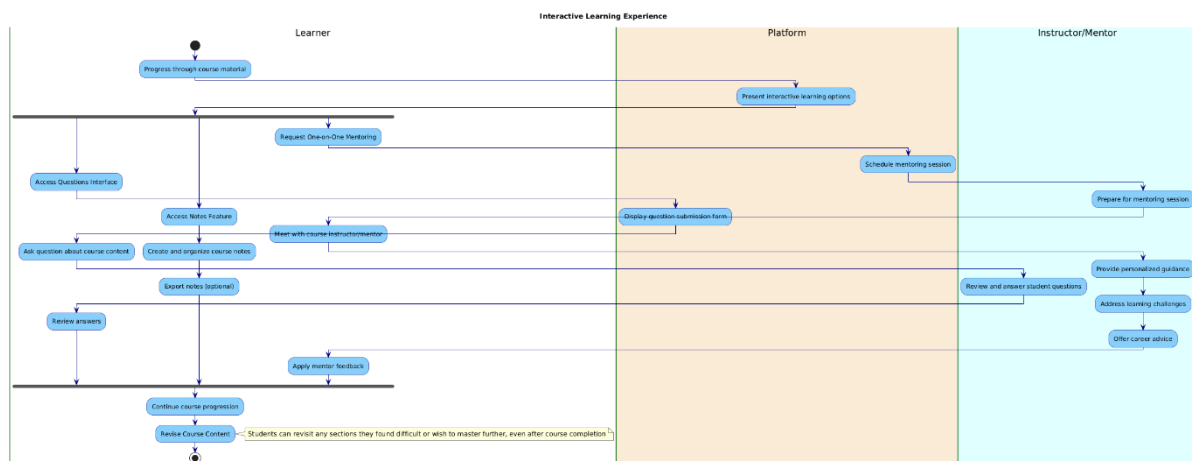 Interactive Learning Experience
Learner
Platform
Instructor/Mentor
Progress through course material
Present interactive learning options
Request One-on-One Mentoring
Schedule mentoring session
Access Questions Interface
Prepare for mentoring session
Access Notes Feature
Display question submission form
Meet with course instructor/mentor
Ask question about course content
Create and organize course notes
Provide personalized guidance
Export notes (optional)
Review and answer student questions
Address learning challenges
Review answers
Offer career advice
Apply mentor feedback
Continue course progression
Revise Course Content
Students can revisit any sections they found difficult or wish to master further, even after course completion